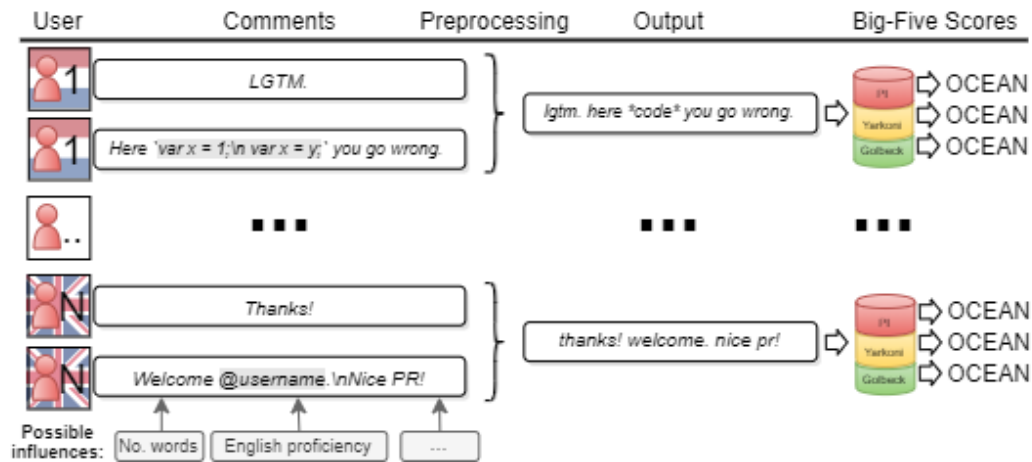 User Comments Preprocessing Output Big-Five Scores
1 LGTM.
1 Here `var x = 1;\n var x = y;` you go wrong.
lgtm. here *code* you go wrong.
PI OCEAN
Yarkoni OCEAN
Golbeck OCEAN
.. ... ... ...
N Thanks!
N Welcome @username.\nNice PR!
thanks! welcome. nice pr!
PI OCEAN
Yarkoni OCEAN
Golbeck OCEAN
Possible
influences: No. words English proficiency ...